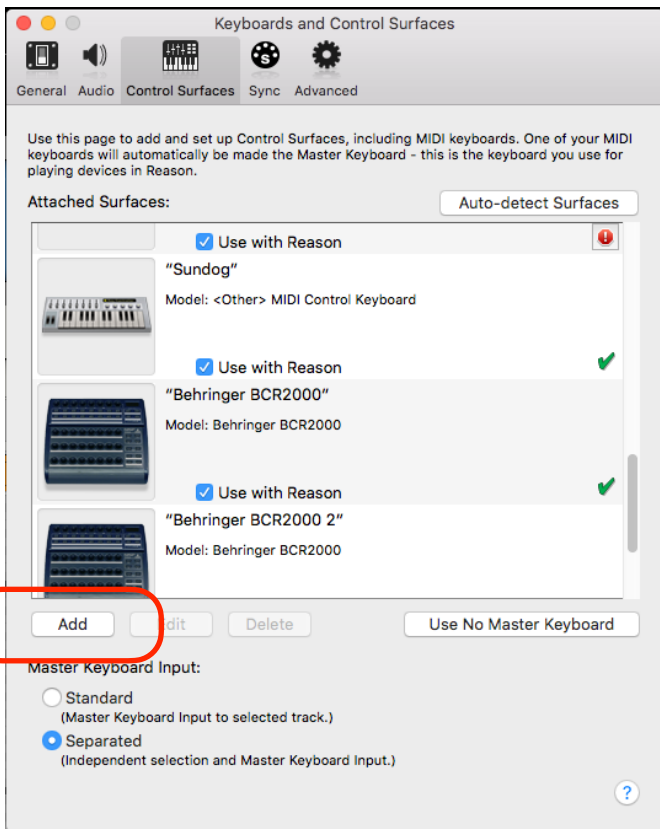 Keyboards and Control Surfaces
General Audio Control Surfaces Sync Advanced
Use this page to add and set up Control Surfaces, including MIDI keyboards. One of your MIDI
keyboards will automatically be made the Master Keyboard - this is the keyboard you use for
playing devices in Reason.
Attached Surfaces:
Auto-detect Surfaces
Use with Reason
"Sundog"
Model: <Other> MIDI Control Keyboard
Use with Reason
"Behringer BCR2000"
Model: Behringer BCR2000
Use with Reason
"Behringer BCR2000 2"
Model: Behringer BCR2000
Add Edit Delete Use No Master Keyboard
Master Keyboard Input:
Standard
(Master Keyboard Input to selected track.)
Separated
(Independent selection and Master Keyboard Input.)
?